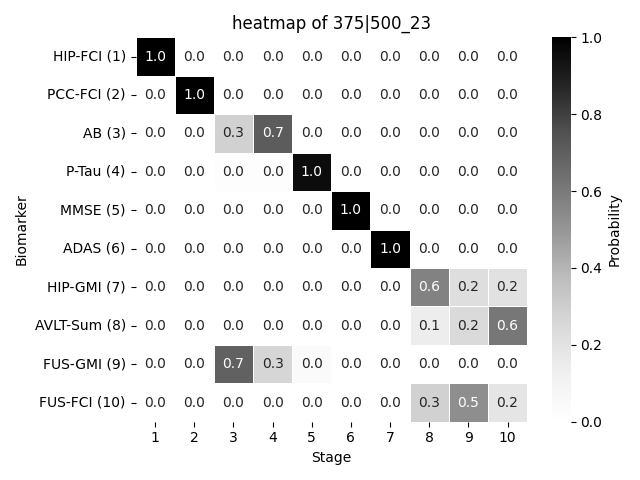 heatmap of 375|500_23
HIP-FCI (1) 1.0 0.0 0.0 0.0 0.0 0.0 0.0 0.0 0.0 0.0
PCC-FCI (2) 0.0 1.0 0.0 0.0 0.0 0.0 0.0 0.0 0.0 0.0
AB (3) 0.0 0.0 0.3 0.7 0.0 0.0 0.0 0.0 0.0 0.0
P-Tau (4) 0.0 0.0 0.0 0.0 1.0 0.0 0.0 0.0 0.0 0.0
MMSE (5) 0.0 0.0 0.0 0.0 0.0 1.0 0.0 0.0 0.0 0.0
ADAS (6) 0.0 0.0 0.0 0.0 0.0 0.0 1.0 0.0 0.0 0.0
HIP-GMI (7) 0.0 0.0 0.0 0.0 0.0 0.0 0.0 0.6 0.2 0.2
AVLT-Sum (8) 0.0 0.0 0.0 0.0 0.0 0.0 0.0 0.1 0.2 0.6
FUS-GMI (9) 0.0 0.0 0.7 0.3 0.0 0.0 0.0 0.0 0.0 0.0
FUS-FCI (10) 0.0 0.0 0.0 0.0 0.0 0.0 0.0 0.3 0.5 0.2
1 2 3 4 5 6 7 8 9 10
Stage
Biomarker
1.0
0.8
0.6
0.4
0.2
0.0
Probability